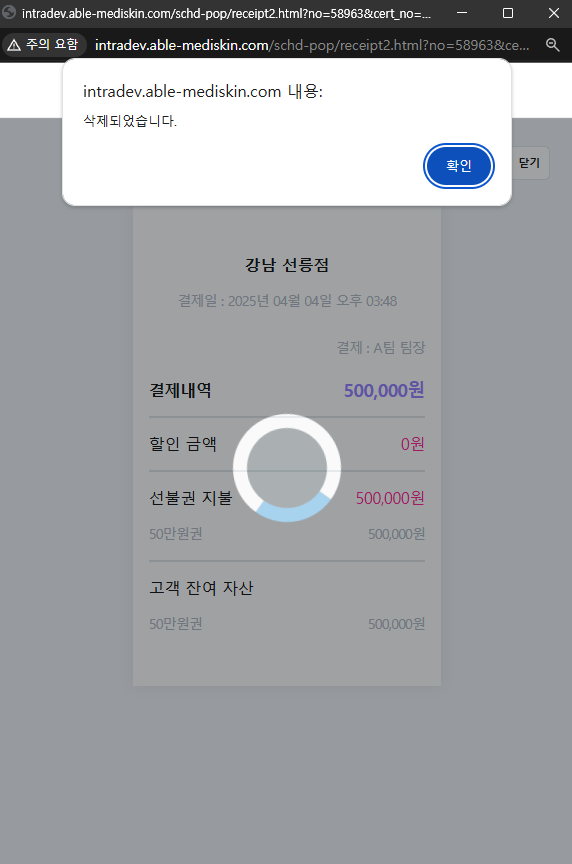 intradev.able-mediskin.com/schd-pop/receipt2.html?no=58963&cert_no=...
주의 요함 intradev.able-mediskin.com/schd-pop/receipt2.html?no=58963&ce...
intradev.able-mediskin.com 내용:
삭제되었습니다.
확인
닫기
강남 선릉점
결제일 : 2025년 04월 04일 오후 03:48
결제 : A팀 팀장
결제내역 500,000원
할인 금액 0원
선불권 지불 500,000원
50만원권 500,000원
고객 잔여 자산
50만원권 500,000원